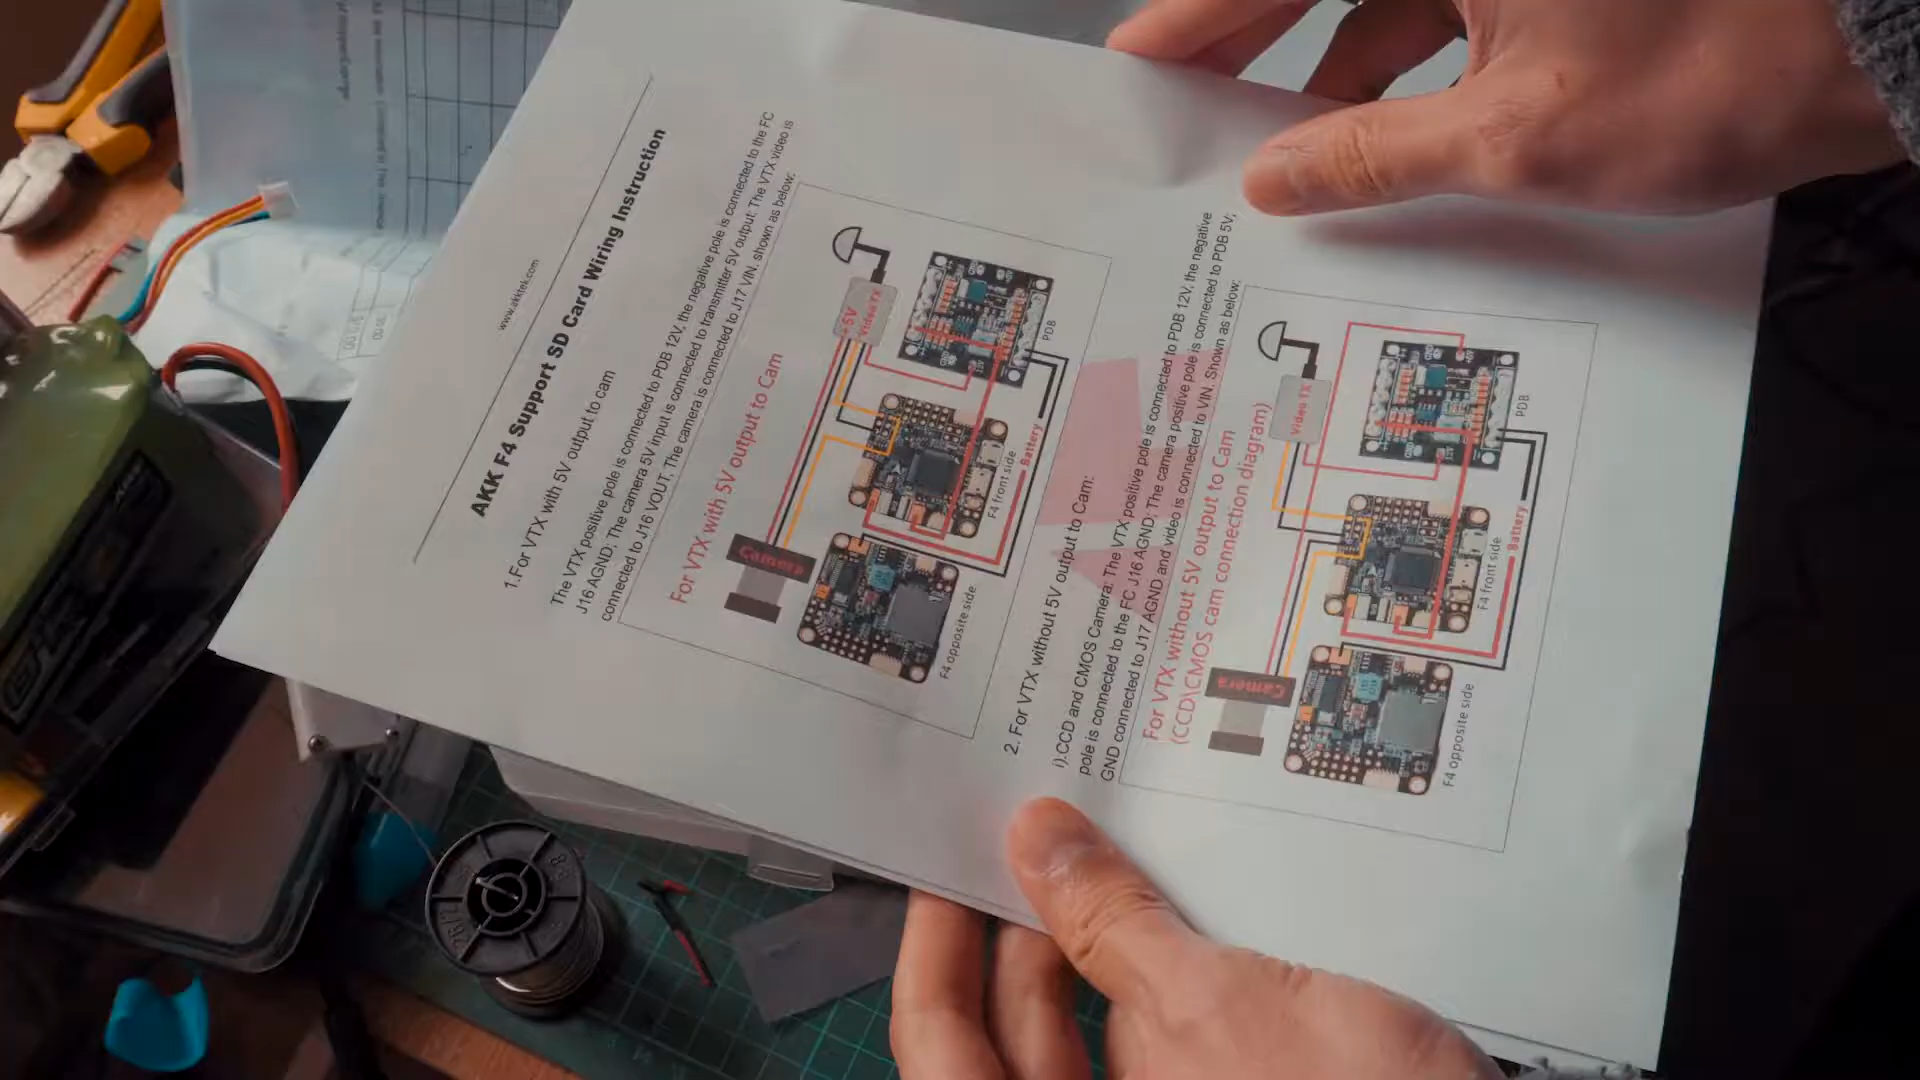 www.akktek.com
AKK F4 Support SD Card Wiring Instruction
1.For VTX with 5V output to cam
The VTX positive pole is connected to PDB 12V, the negative pole is connected to the FC
J16 AGND; The camera 5V input is connected to transmitter 5V output; The VTX video is
connected to J16 VOUT, The camera is connected to J17 VIN. shown as below:
For VTX with 5V output to Cam
+5V
Video TX
PDB
12V
Battery
F4 front side
Camera
F4 opposite side
2. For VTX without 5V output to Cam:
i).CCD and CMOS Camera: The VTX positive pole is connected to PDB 12V, the negative
pole is connected to the FC J16 AGND; The camera positive pole is connected to PDB 5V;
GND connected to J17 AGND and video is connected to VIN. Shown as below:
For VTX without 5V output to Cam
(CCD\CMOS cam connection diagram)
Video TX
PDB
12V
Battery
F4 front side
Camera
F4 opposite side